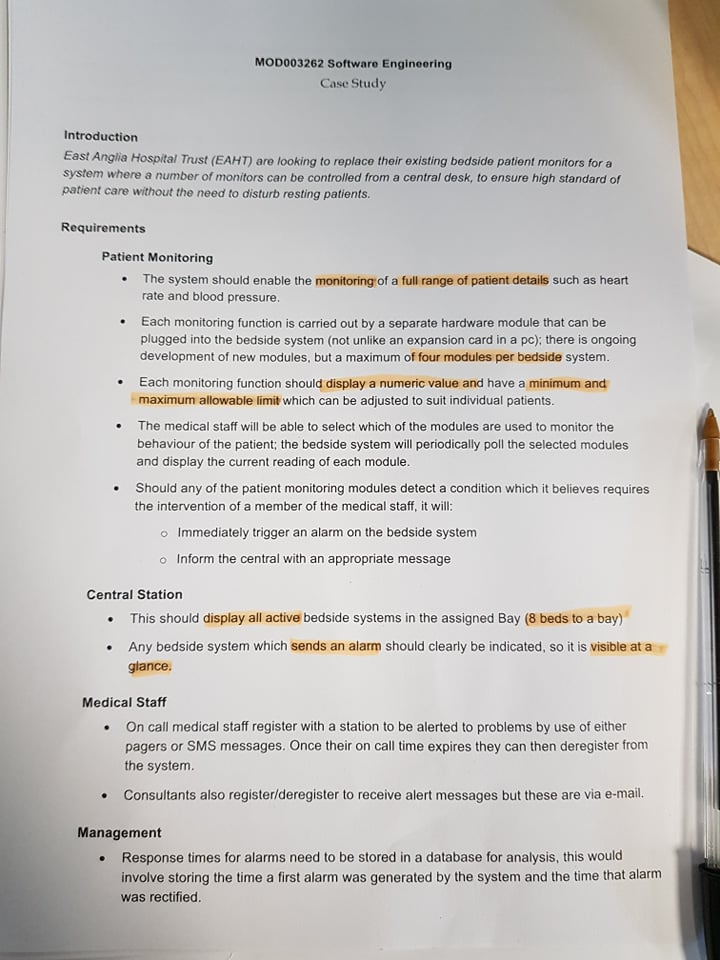 MOD003262 Software Engineering
Case Study
Introduction
East Anglia Hospital Trust (EAHT) are looking to replace their existing bedside patient monitors for a
system where a number of monitors can be controlled from a central desk, to ensure high standard of
patient care without the need to disturb resting patients.
Requirements
Patient Monitoring
• The system should enable the monitoring of a full range of patient details such as heart
rate and blood pressure.
• Each monitoring function is carried out by a separate hardware module that can be
plugged into the bedside system (not unlike an expansion card in a pc); there is ongoing
development of new modules, but a maximum of four modules per bedside system.
• Each monitoring function should display a numeric value and have a minimum and
maximum allowable limit which can be adjusted to suit individual patients.
• The medical staff will be able to select which of the modules are used to monitor the
behaviour of the patient; the bedside system will periodically poll the selected modules
and display the current reading of each module.
• Should any of the patient monitoring modules detect a condition which it believes requires
the intervention of a member of the medical staff, it will:
o Immediately trigger an alarm on the bedside system
o Inform the central with an appropriate message
Central Station
• This should display all active bedside systems in the assigned Bay (8 beds to a bay)
• Any bedside system which sends an alarm should clearly be indicated, so it is visible at a
glance.
Medical Staff
• On call medical staff register with a station to be alerted to problems by use of either
pagers or SMS messages. Once their on call time expires they can then deregister from
the system.
• Consultants also register/deregister to receive alert messages but these are via e-mail.
Management
• Response times for alarms need to be stored in a database for analysis, this would
involve storing the time a first alarm was generated by the system and the time that alarm
was rectified.